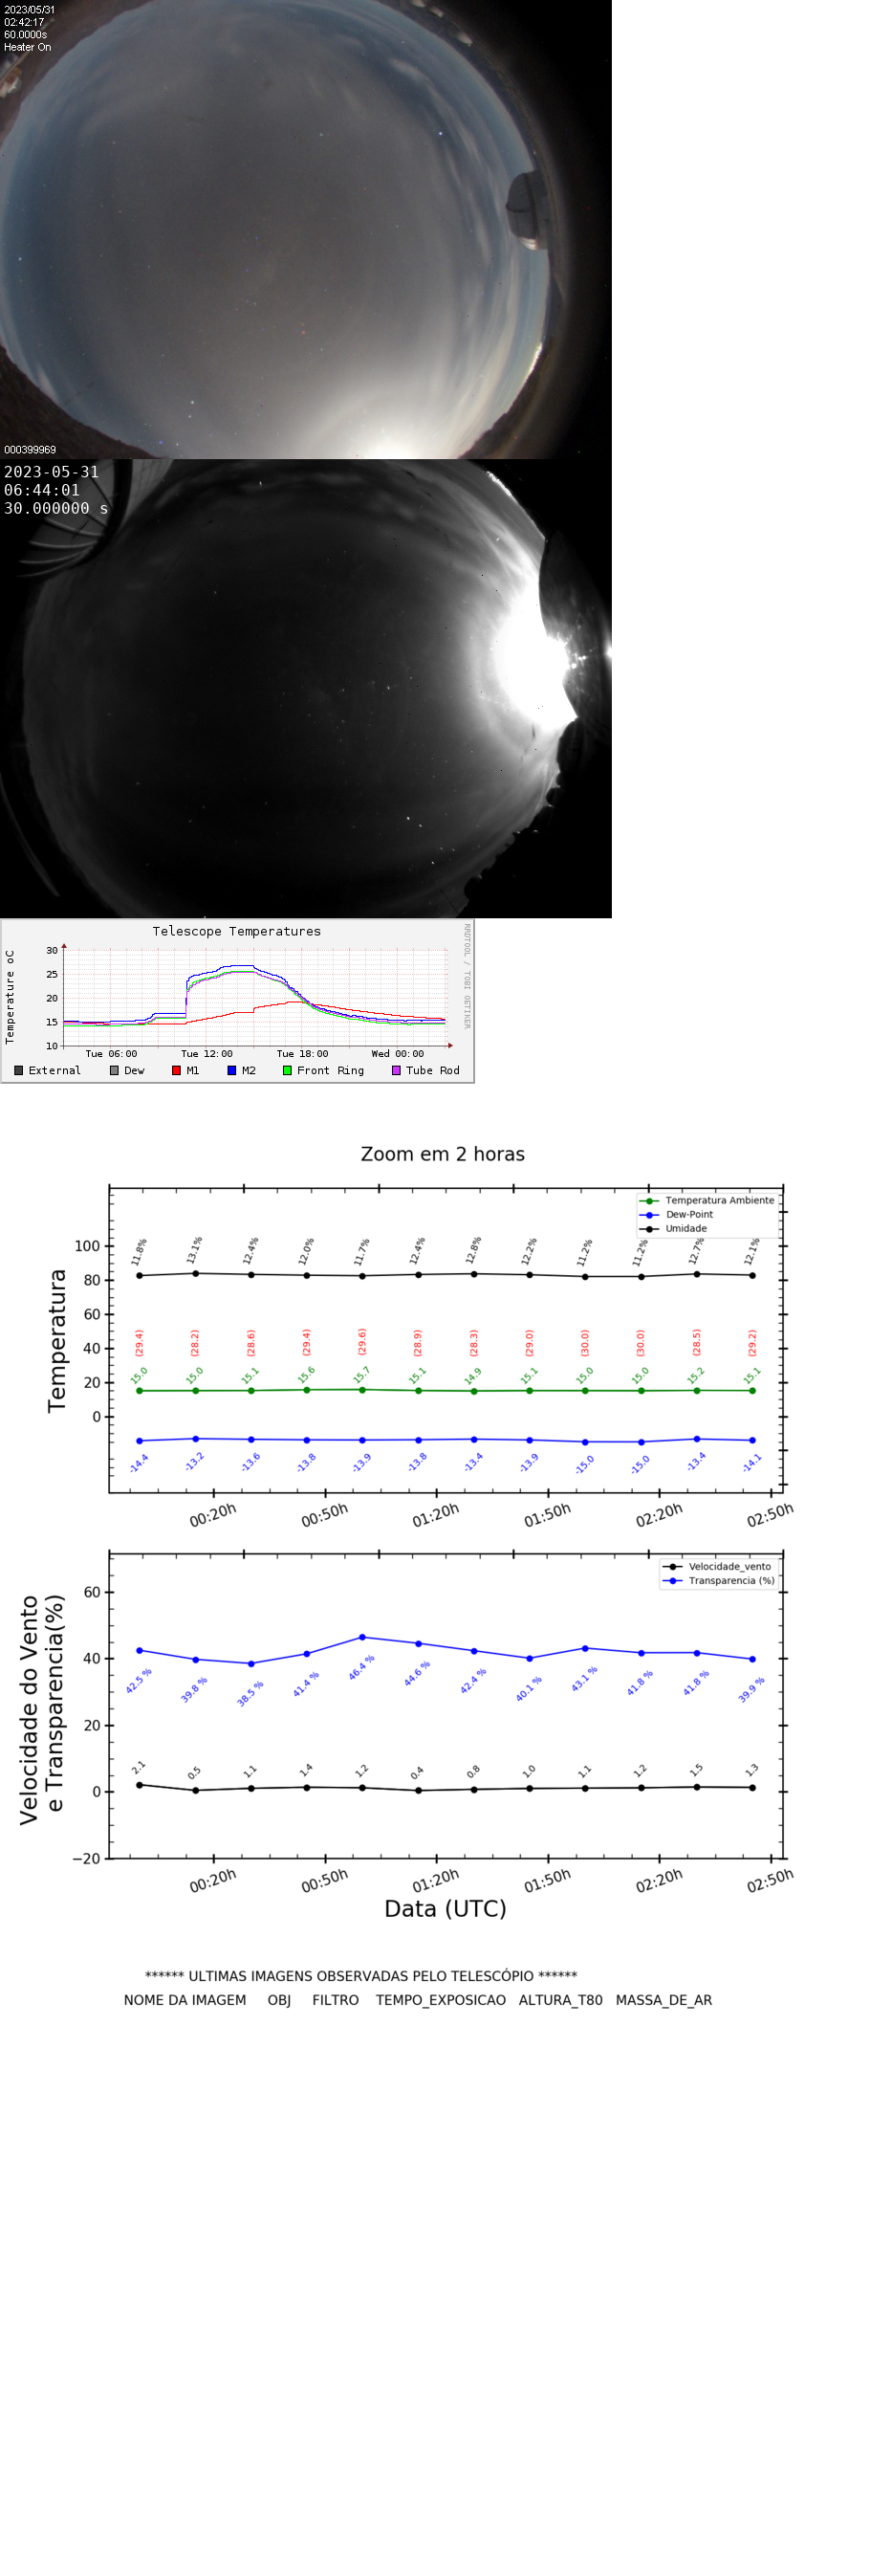 2023/05/31
02:42:17
60.0000s
Heater On
000399969
2023-05-31
06:44:01
30.000000 s
Telescope Temperatures
RRDTOOL / TOBI OETIKER
Temperature oC
30
25
20
15
10
Tue 06:00 Tue 12:00 Tue 18:00 Wed 00:00
External Dew M1 M2 Front Ring Tube Rod
Zoom em 2 horas
Temperatura Ambiente
Dew-Point
Umidade
Temperatura
100
80
60
40
20
0
11.8% 13.1% 12.4% 12.0% 11.7% 12.4% 12.8% 12.2% 11.2% 11.2% 12.7% 12.1%
(29.4) (28.2) (28.6) (29.4) (29.6) (28.9) (28.3) (29.0) (30.0) (30.0) (28.5) (29.2)
15.0 15.0 15.1 15.6 15.7 15.1 14.9 15.1 15.0 15.0 15.2 15.1
-14.4 -13.2 -13.6 -13.8 -13.9 -13.8 -13.4 -13.9 -15.0 -15.0 -13.4 -14.1
00:20h 00:50h 01:20h 01:50h 02:20h 02:50h
Velocidade_vento
Transparencia (%)
Velocidade do Vento
e Transparencia(%)
60
40
20
0
−20
42.5 % 39.8 % 38.5 % 41.4 % 46.4 % 44.6 % 42.4 % 40.1 % 43.1 % 41.8 % 41.8 % 39.9 %
2.1 0.5 1.1 1.4 1.2 0.4 0.8 1.0 1.1 1.2 1.5 1.3
00:20h 00:50h 01:20h 01:50h 02:20h 02:50h
Data (UTC)
****** ULTIMAS IMAGENS OBSERVADAS PELO TELESCÓPIO ******
NOME DA IMAGEM OBJ FILTRO TEMPO_EXPOSICAO ALTURA_T80 MASSA_DE_AR